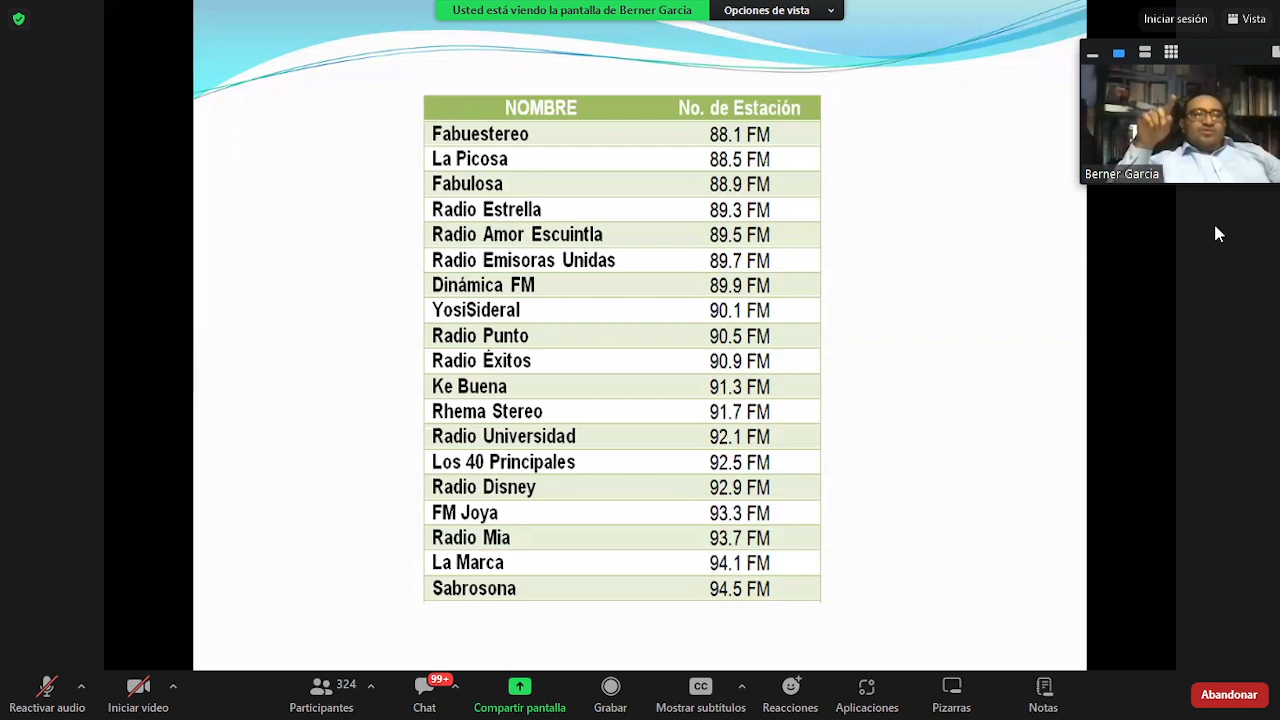 Usted está viendo la pantalla de Berner Garcia
Opciones de vista
Iniciar sesión
Vista
Berner Garcia
NOMBRE No. de Estación
Fabuestereo 88.1 FM
La Picosa 88.5 FM
Fabulosa 88.9 FM
Radio Estrella 89.3 FM
Radio Amor Escuintla 89.5 FM
Radio Emisoras Unidas 89.7 FM
Dinámica FM 89.9 FM
YosiSideral 90.1 FM
Radio Punto 90.5 FM
Radio Éxitos 90.9 FM
Ke Buena 91.3 FM
Rhema Stereo 91.7 FM
Radio Universidad 92.1 FM
Los 40 Principales 92.5 FM
Radio Disney 92.9 FM
FM Joya 93.3 FM
Radio Mia 93.7 FM
La Marca 94.1 FM
Sabrosona 94.5 FM
324
99+
CC
Reactivar audio
Iniciar vídeo
Participantes
Chat
Compartir pantalla
Grabar
Mostrar subtítulos
Reacciones
Aplicaciones
Pizarras
Notas
Abandonar